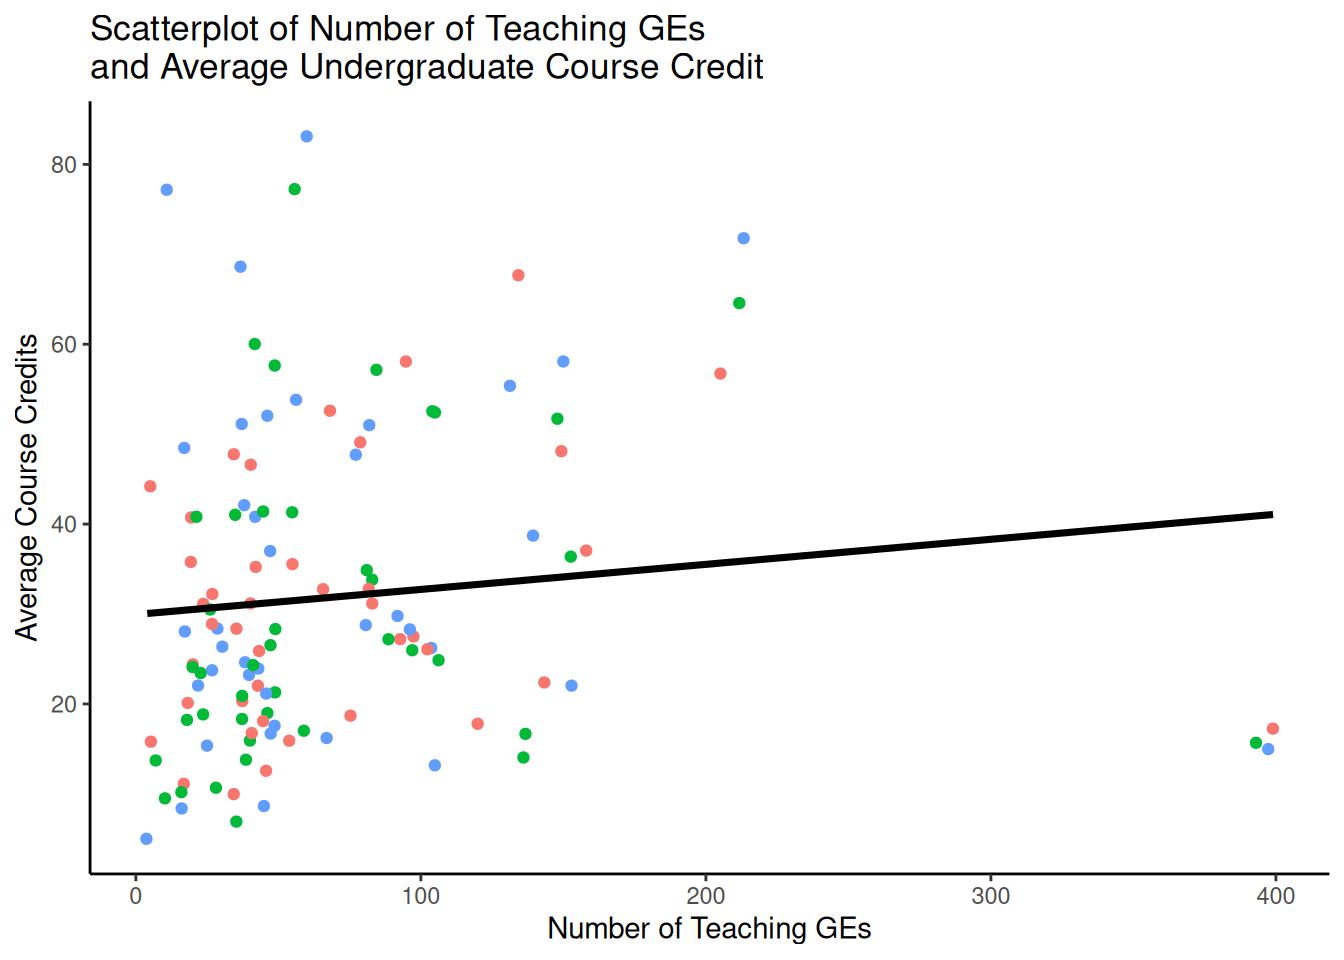 Scatterplot of Number of Teaching GEs
and Average Undergraduate Course Credit
Average Course Credits
80
60
40
20
0
100
200
300
400
Number of Teaching GEs